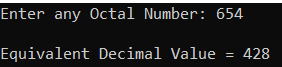 Enter any Octal Number: 654
Equivalent Decimal Value = 428